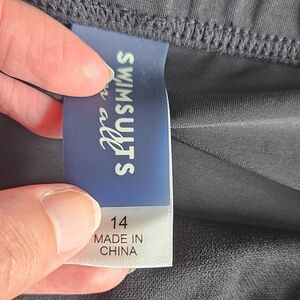 SWIMSUITS
for all
14
MADE IN
CHINA